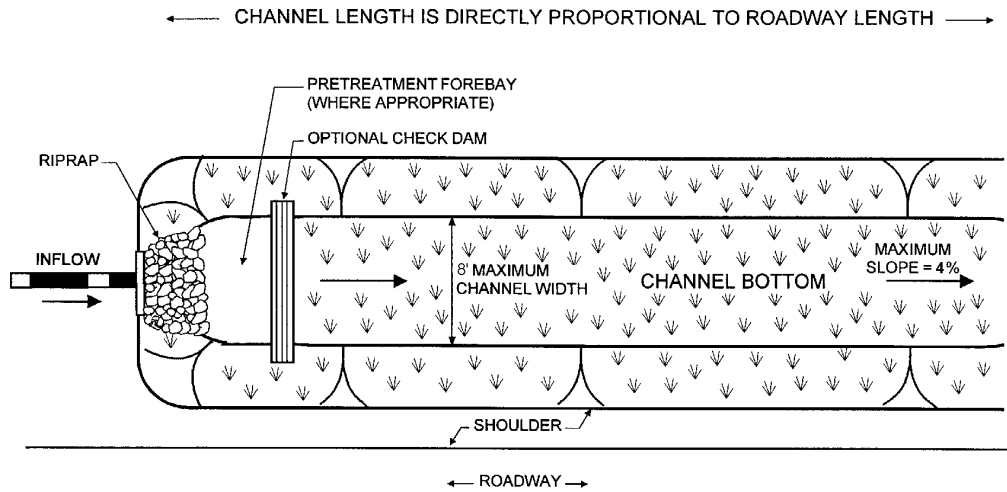 CHANNEL LENGTH IS DIRECTLY PROPORTIONAL TO ROADWAY LENGTH
PRETREATMENT FOREBAY
(WHERE APPROPRIATE)
OPTIONAL CHECK DAM
RIPRAP
INFLOW
8' MAXIMUM
CHANNEL WIDTH
CHANNEL BOTTOM
MAXIMUM
SLOPE = 4%
SHOULDER
ROADWAY